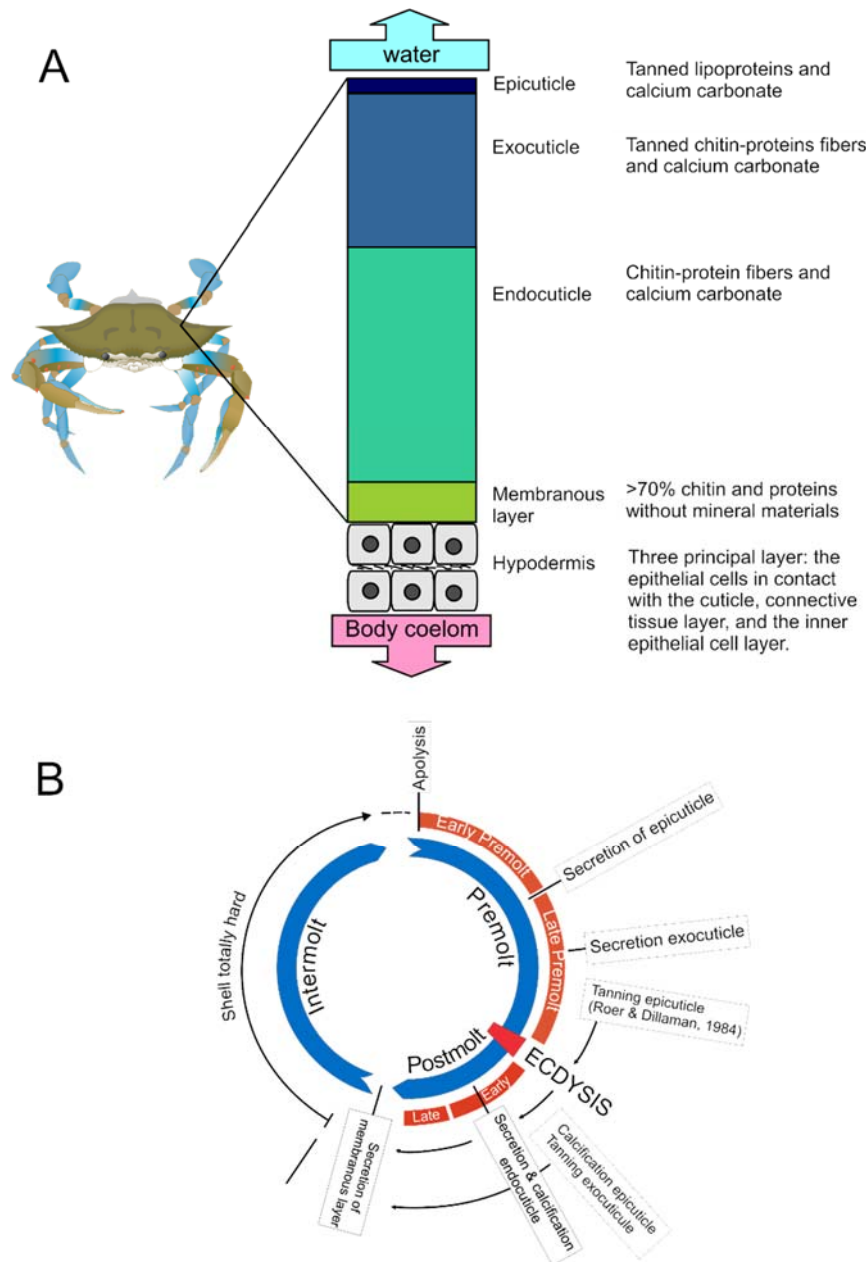 A
water
Epicuticle
Tanned lipoproteins and
calcium carbonate
Exocuticle
Tanned chitin-proteins fibers
and calcium carbonate
Endocuticle
Chitin-protein fibers and
calcium carbonate
Membranous
layer
>70% chitin and proteins
without mineral materials
Hypodermis
Three principal layer: the
epithelial cells in contact
with the cuticle, connective
tissue layer, and the inner
epithelial cell layer.
Body coelom
B
Apolysis
Early Premolt
Secretion of epicuticle
Premolt
Late Premolt
Secretion exocuticle
Shell totally hard
Intermolt
Tanning epicuticle
(Roer & Dillaman, 1984)
Postmolt
ECDYSIS
Early
Late
Secretion of
membranous layer
Secretion & calcification
endocuticle
Calcification epicuticle
Tanning exocuticule